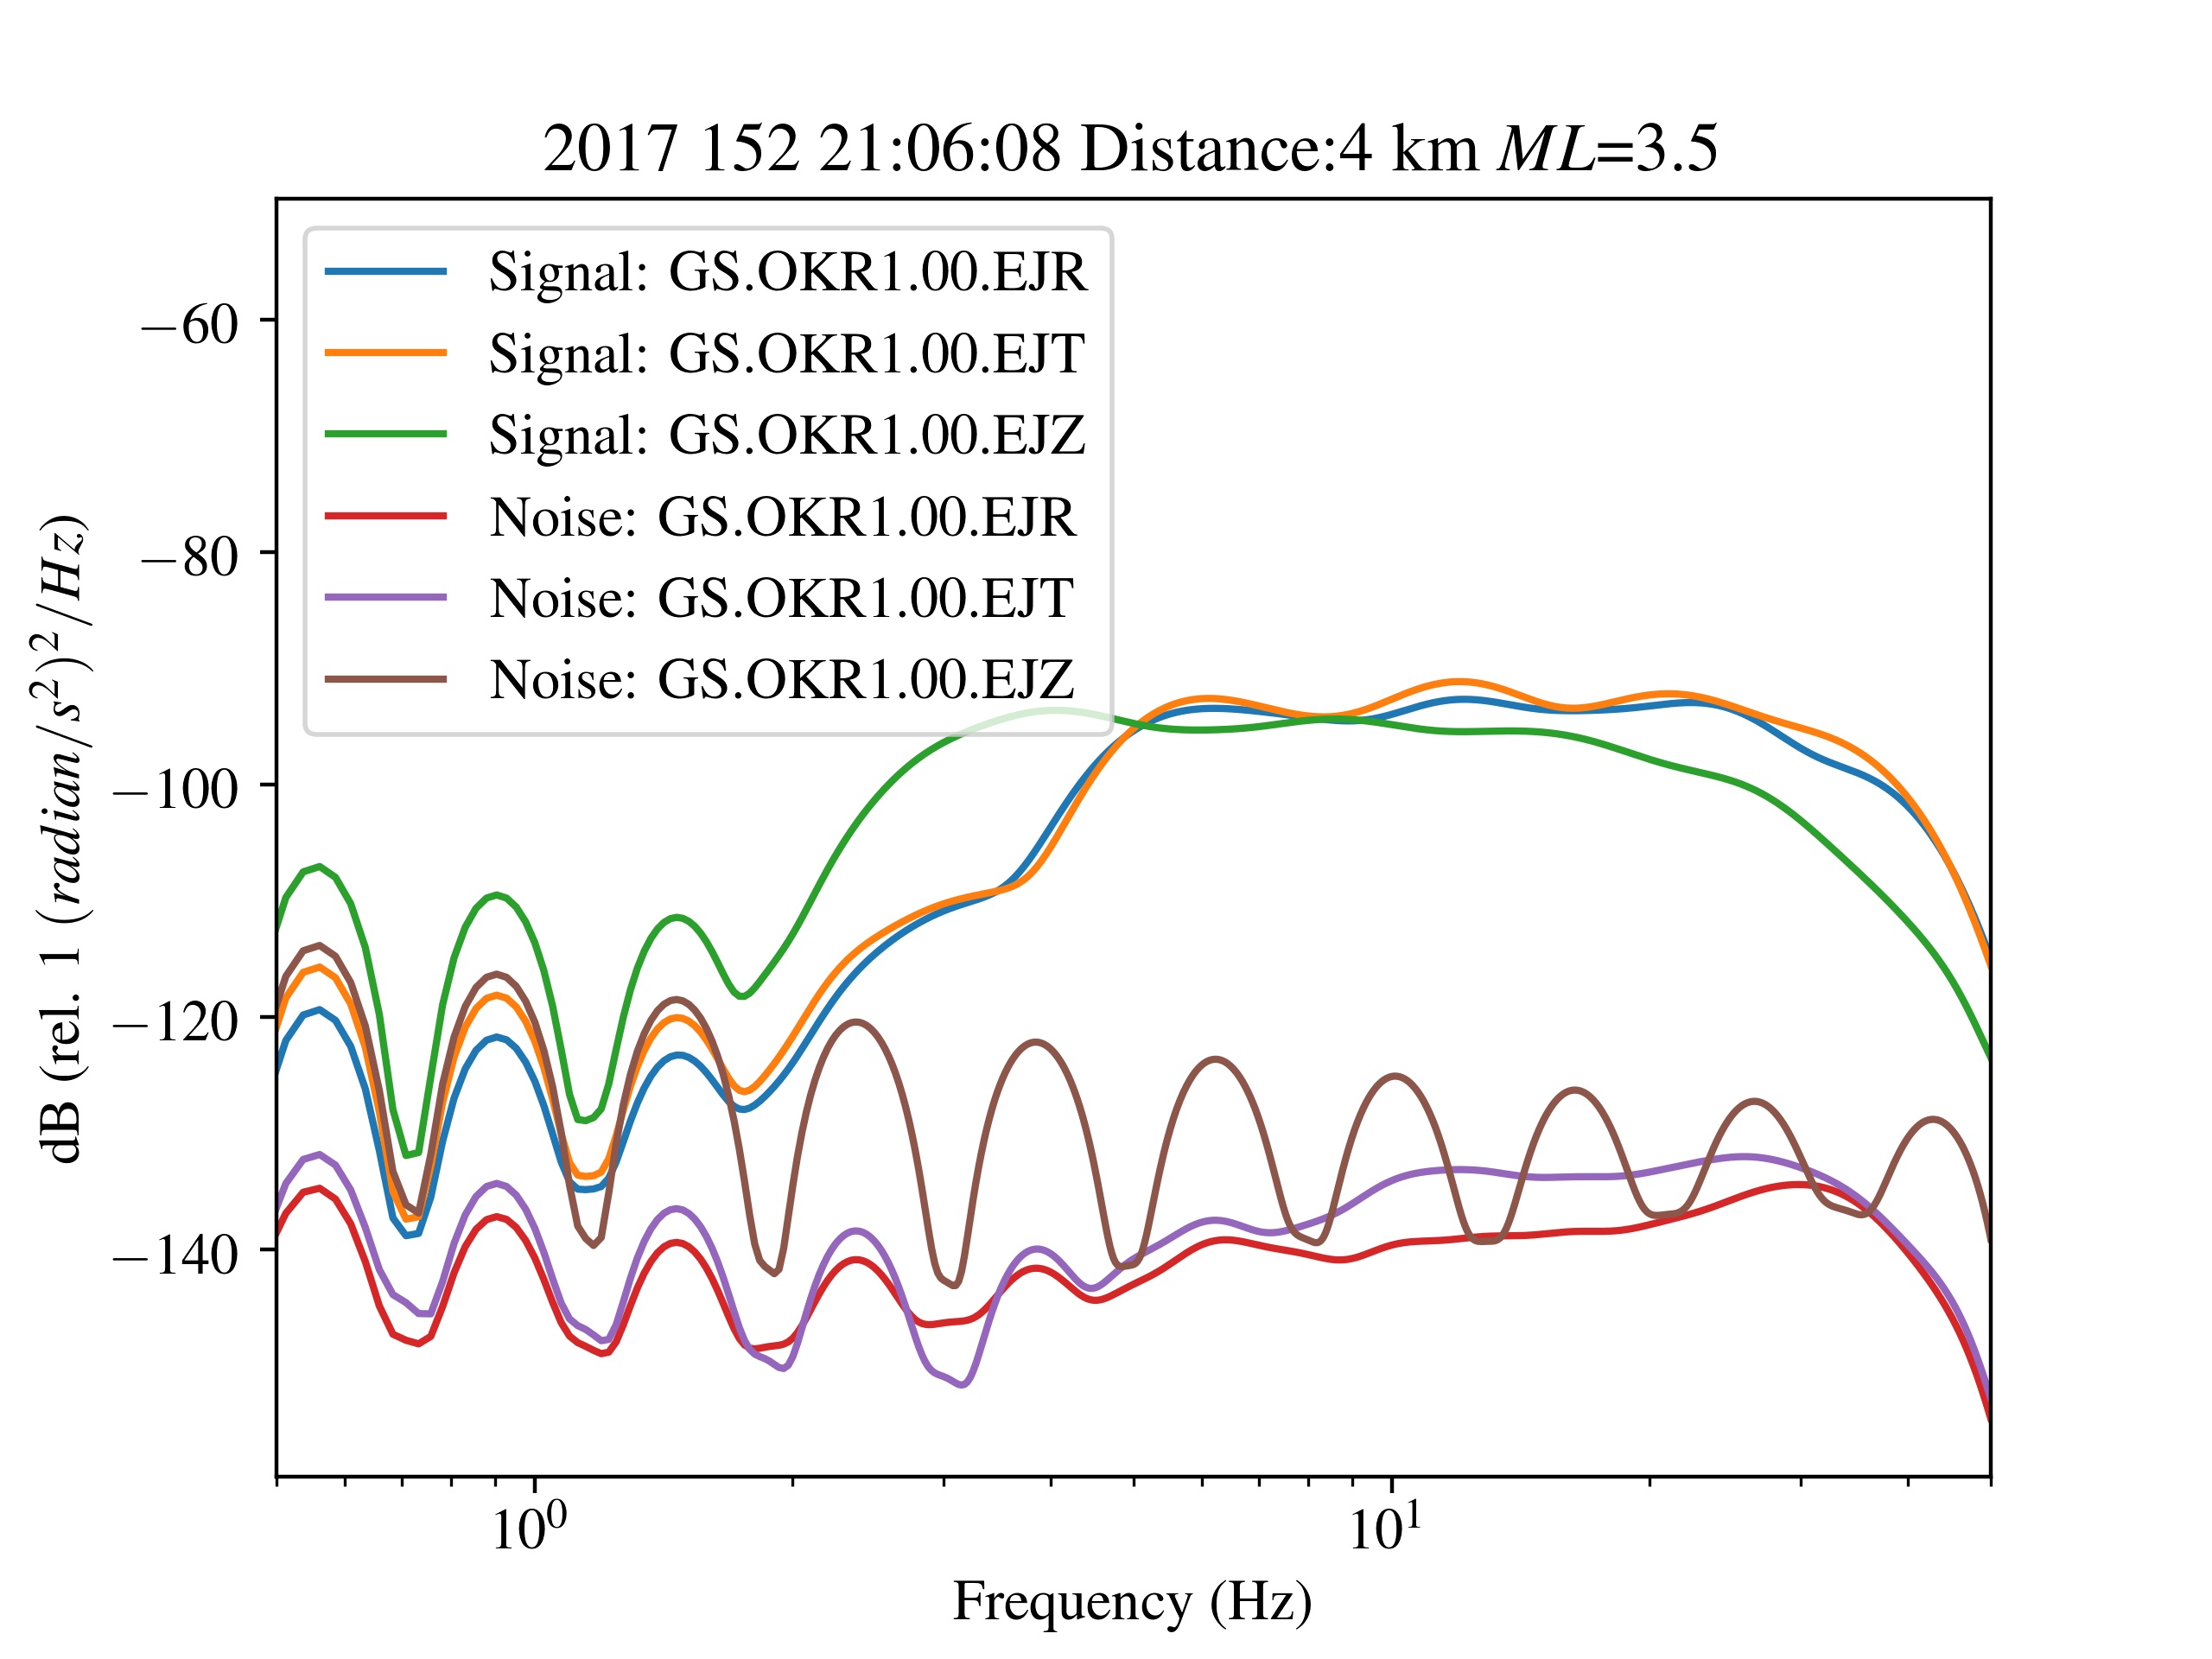 2017 152 21:06:08 Distance:4 km ML=3.5
Signal: GS.OKR1.00.EJR
Signal: GS.OKR1.00.EJT
Signal: GS.OKR1.00.EJZ
Noise: GS.OKR1.00.EJR
Noise: GS.OKR1.00.EJT
Noise: GS.OKR1.00.EJZ
−60
−80
−100
−120
−140
dB (rel. 1 (radian/s²)²/Hz)
10⁰
10¹
Frequency (Hz)